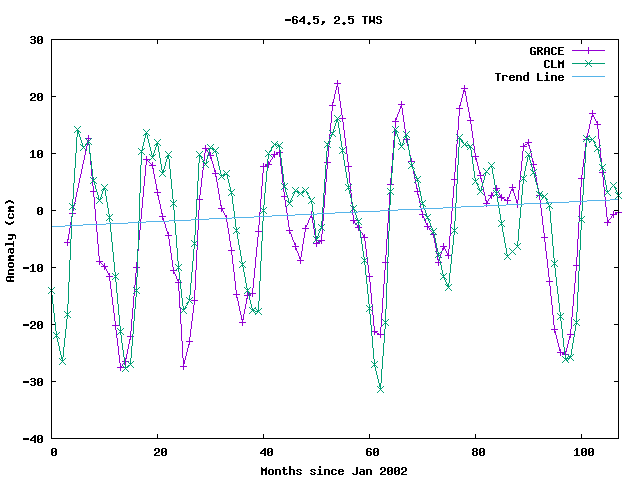 -64.5, 2.5 TWS
GRACE
CLM
Trend Line
30
20
10
0
-10
-20
-30
-40
Anomaly (cm)
0 20 40 60 80 100
Months since Jan 2002